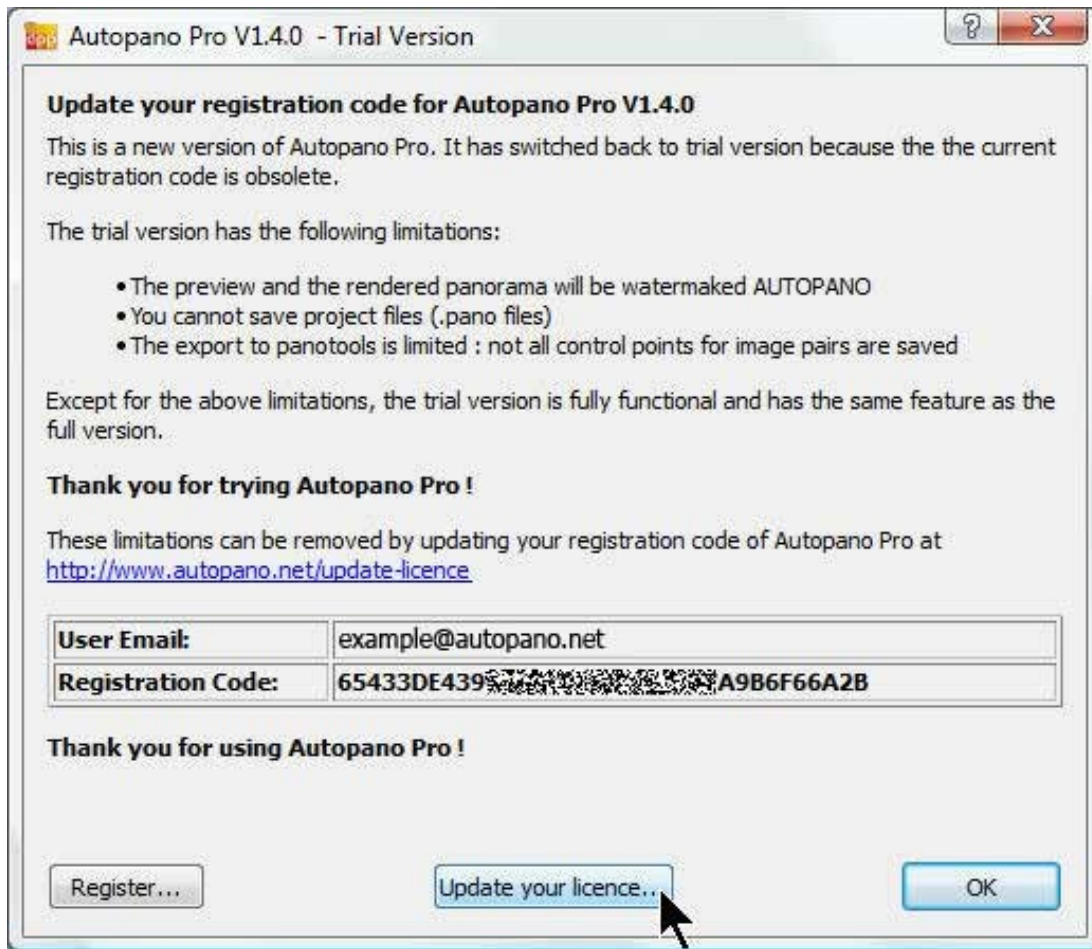 Autopano Pro V1.4.0 - Trial Version
Update your registration code for Autopano Pro V1.4.0
This is a new version of Autopano Pro. It has switched back to trial version because the the current
registration code is obsolete.
The trial version has the following limitations:
• The preview and the rendered panorama will be watermaked AUTOPANO
• You cannot save project files (.pano files)
• The export to panotools is limited : not all control points for image pairs are saved
Except for the above limitations, the trial version is fully functional and has the same feature as the
full version.
Thank you for trying Autopano Pro !
These limitations can be removed by updating your registration code of Autopano Pro at
http://www.autopano.net/update-licence
User Email: example@autopano.net
Registration Code: 65433DE439 A9B6F66A2B
Thank you for using Autopano Pro !
Register... Update your licence... OK